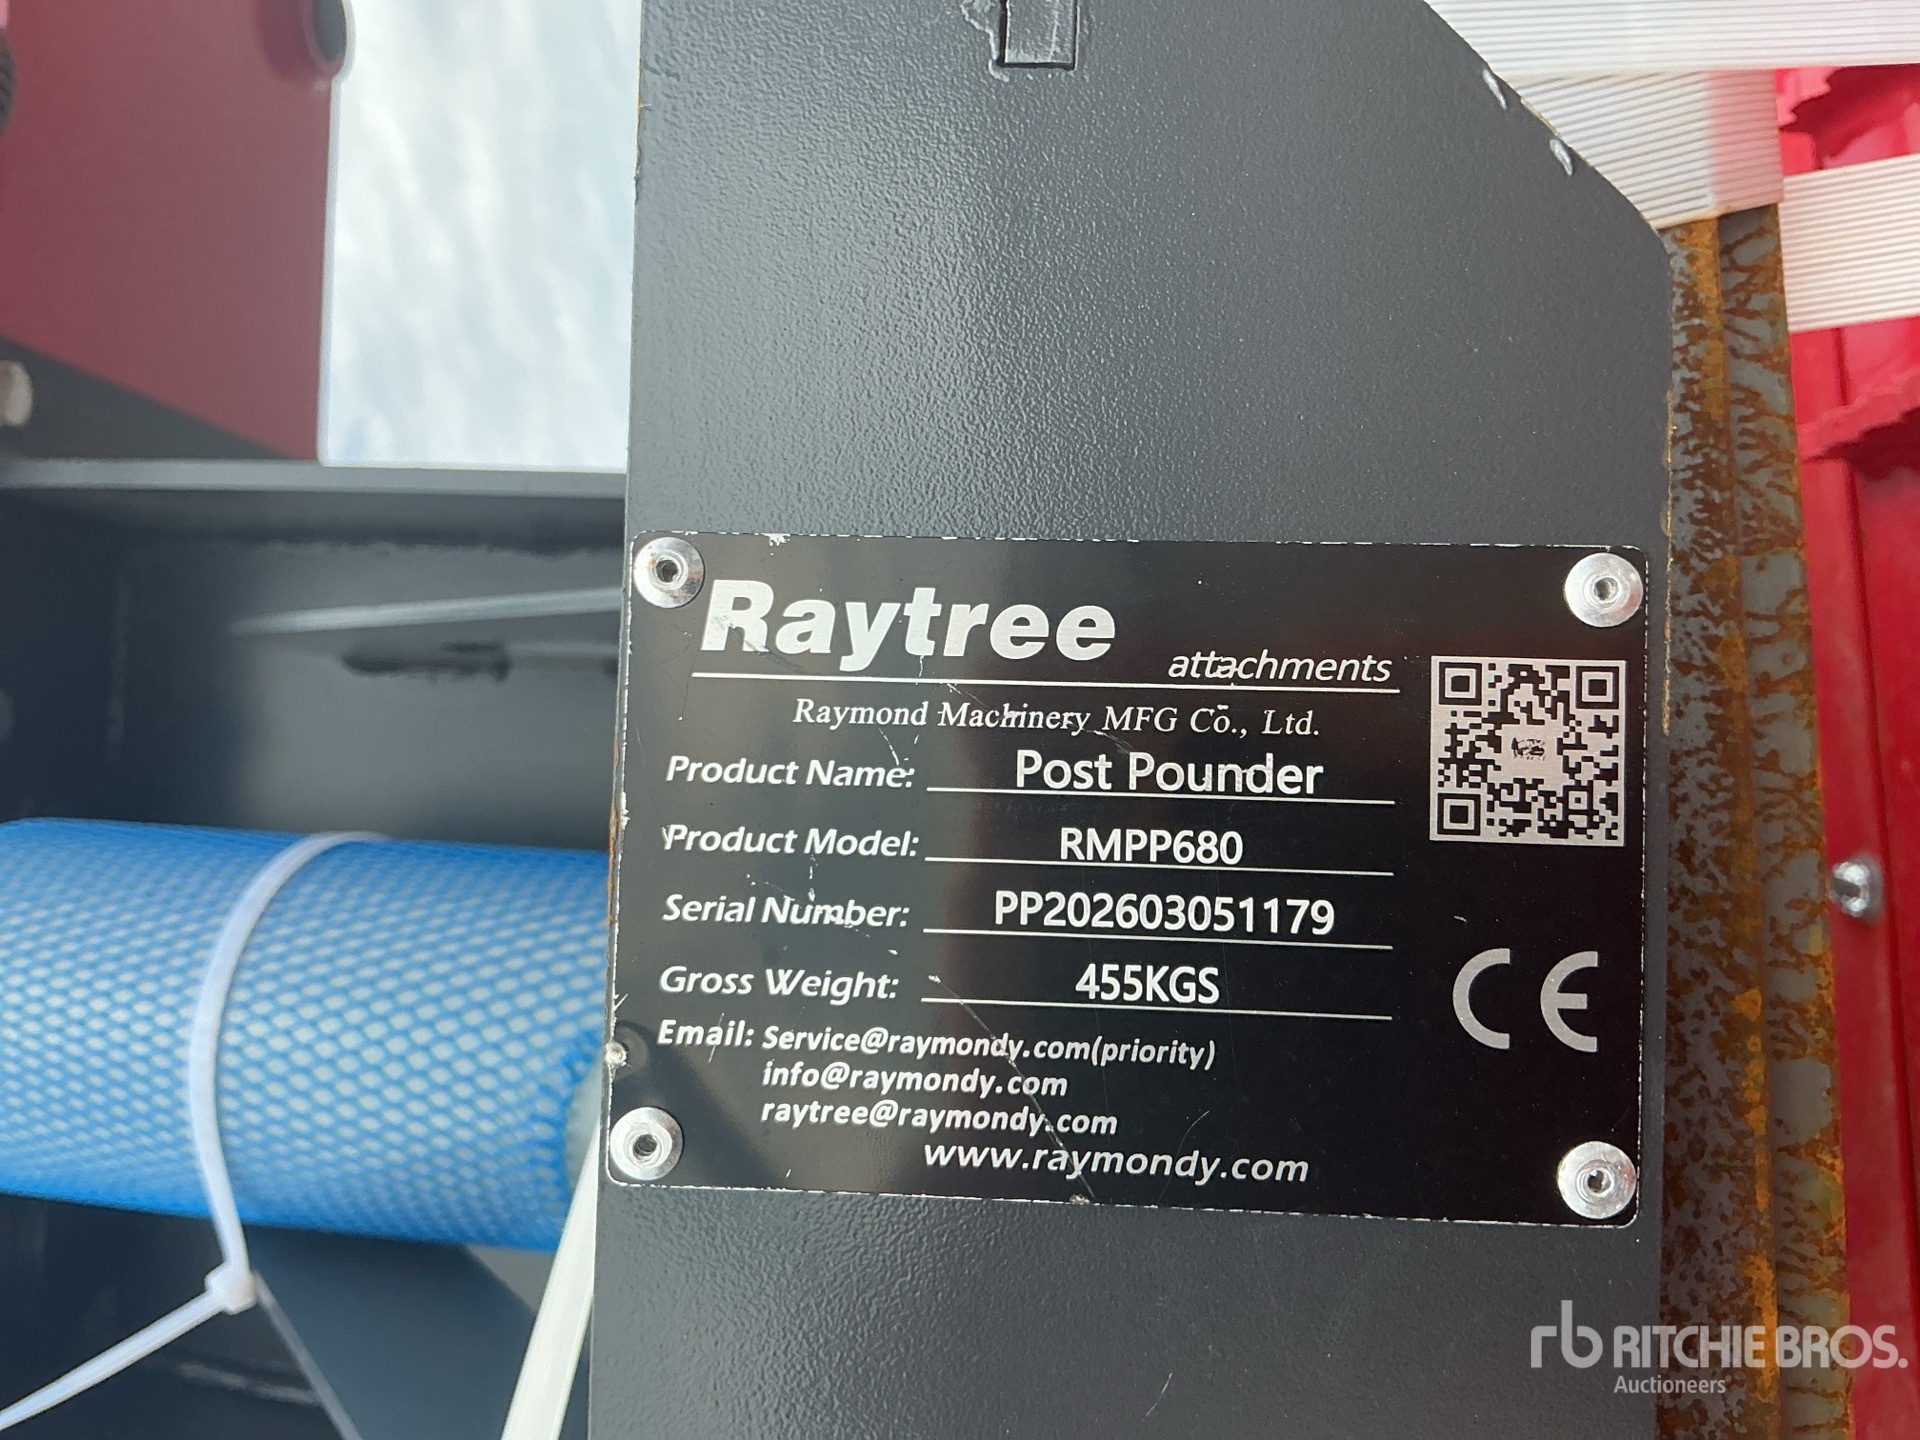 Raytree
attachments
Raymond Machinery MFG Co., Ltd.
Product Name: Post Pounder
Product Model: RMPP680
Serial Number: PP202603051179
Gross Weight: 455KGS
Email: Service@raymondy.com(priority)
info@raymondy.com
raytree@raymondy.com
www.raymondy.com
CE
rb RITCHIE BROS.
Auctioneers